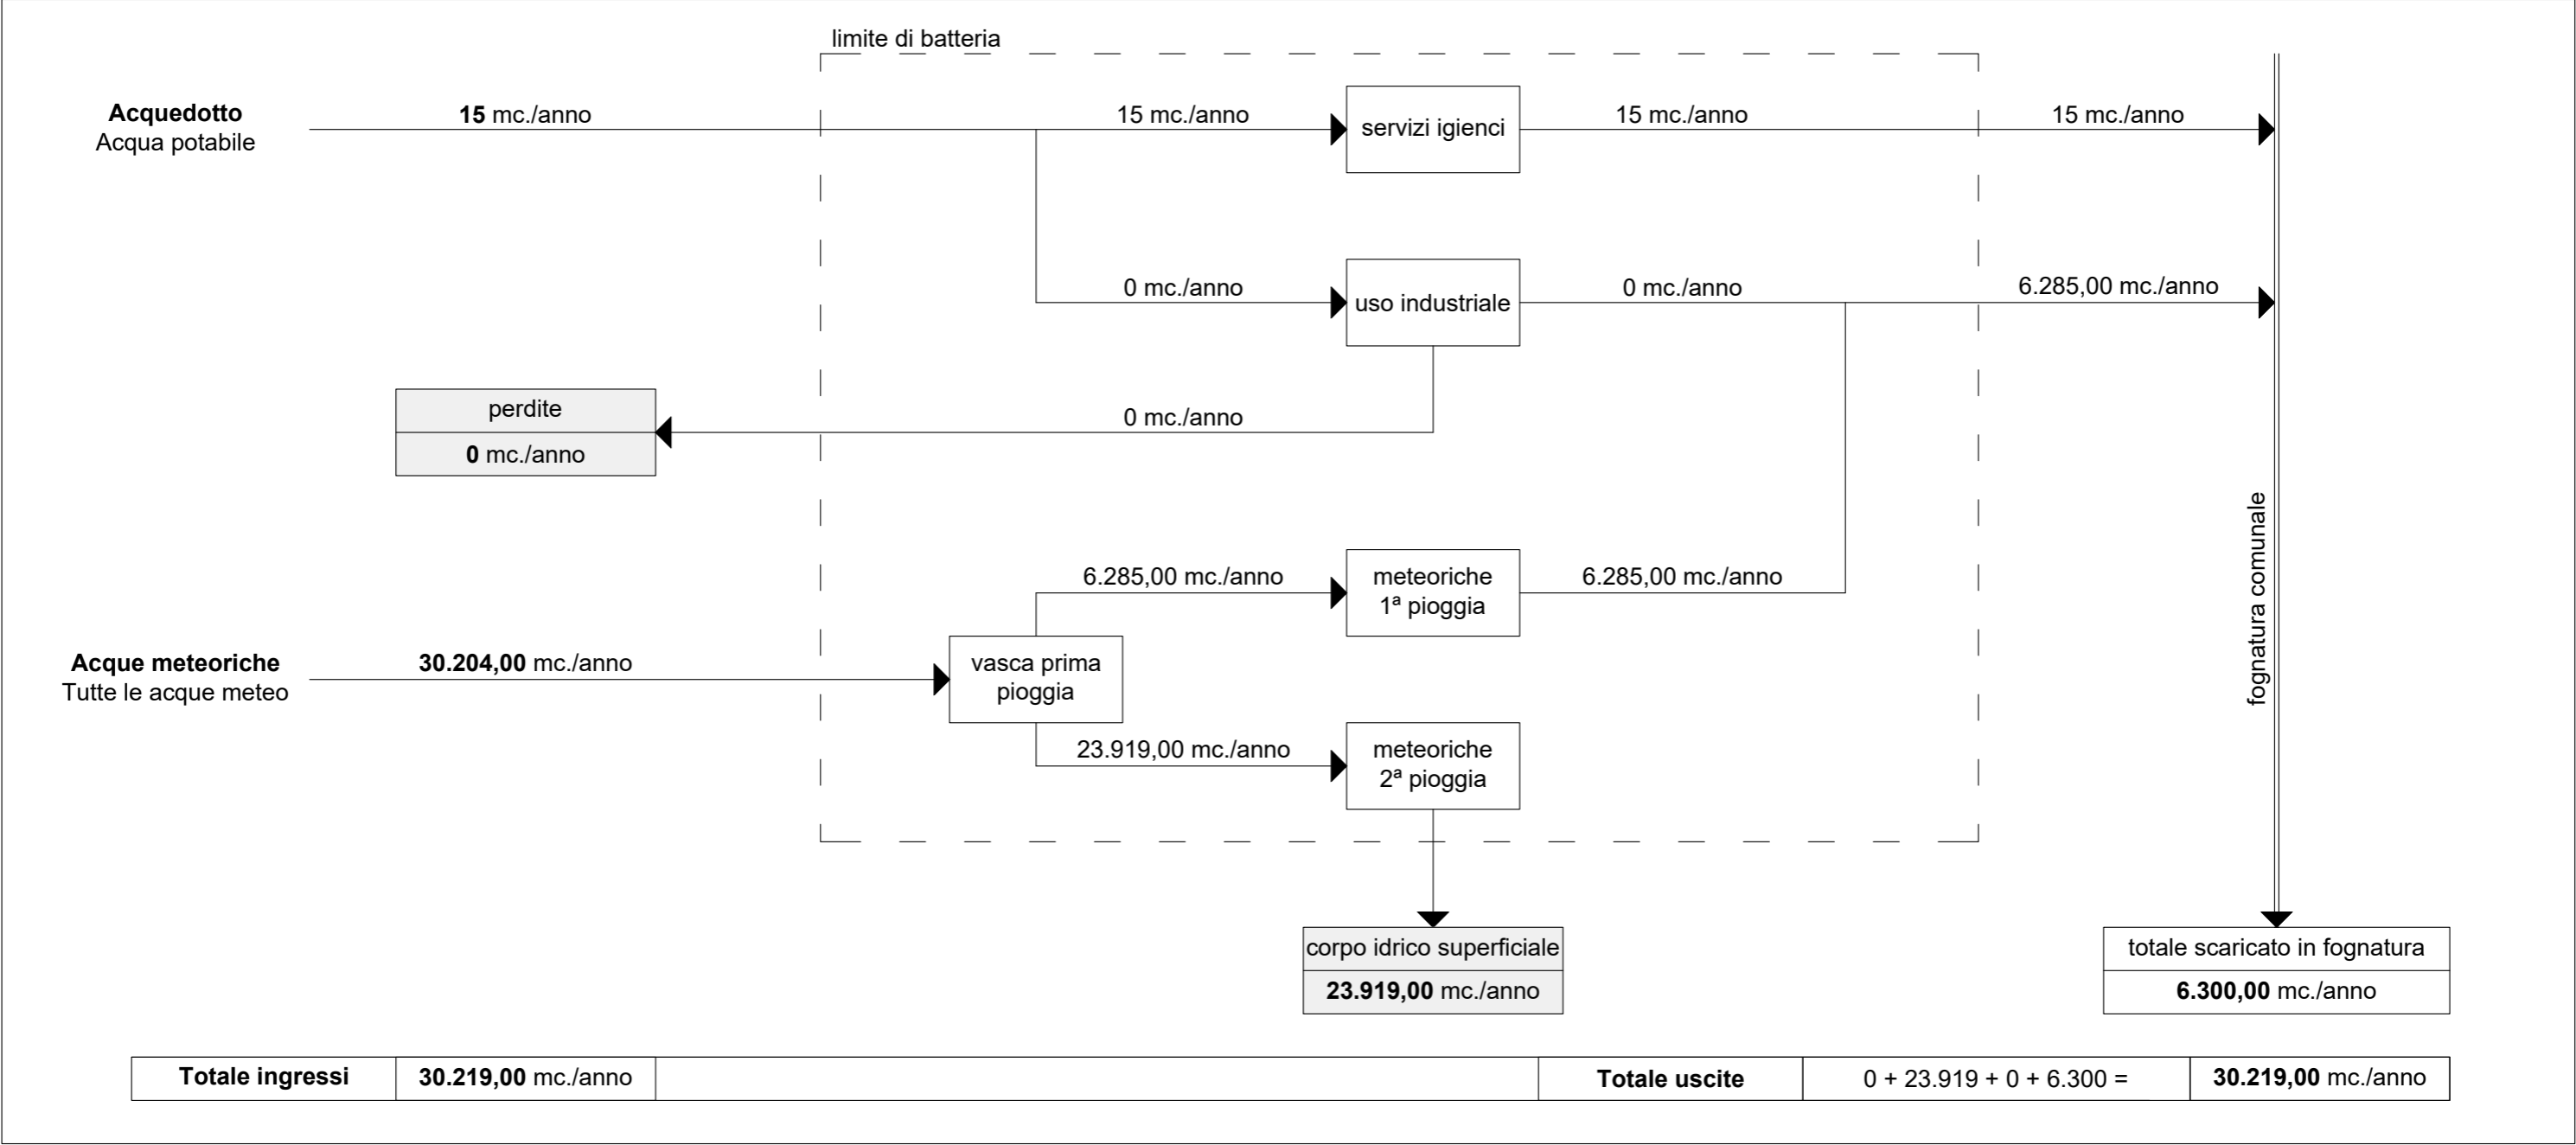 limite di batteria
Acquedotto
Acqua potabile
15 mc./anno
15 mc./anno
servizi igienci
15 mc./anno
15 mc./anno
0 mc./anno
uso industriale
0 mc./anno
6.285,00 mc./anno
perdite
0 mc./anno
0 mc./anno
fognatura comunale
6.285,00 mc./anno
meteoriche
1ª pioggia
6.285,00 mc./anno
Acque meteoriche
Tutte le acque meteo
30.204,00 mc./anno
vasca prima
pioggia
23.919,00 mc./anno
meteoriche
2ª pioggia
corpo idrico superficiale
23.919,00 mc./anno
totale scaricato in fognatura
6.300,00 mc./anno
Totale ingressi
30.219,00 mc./anno
Totale uscite
0 + 23.919 + 0 + 6.300 =
30.219,00 mc./anno